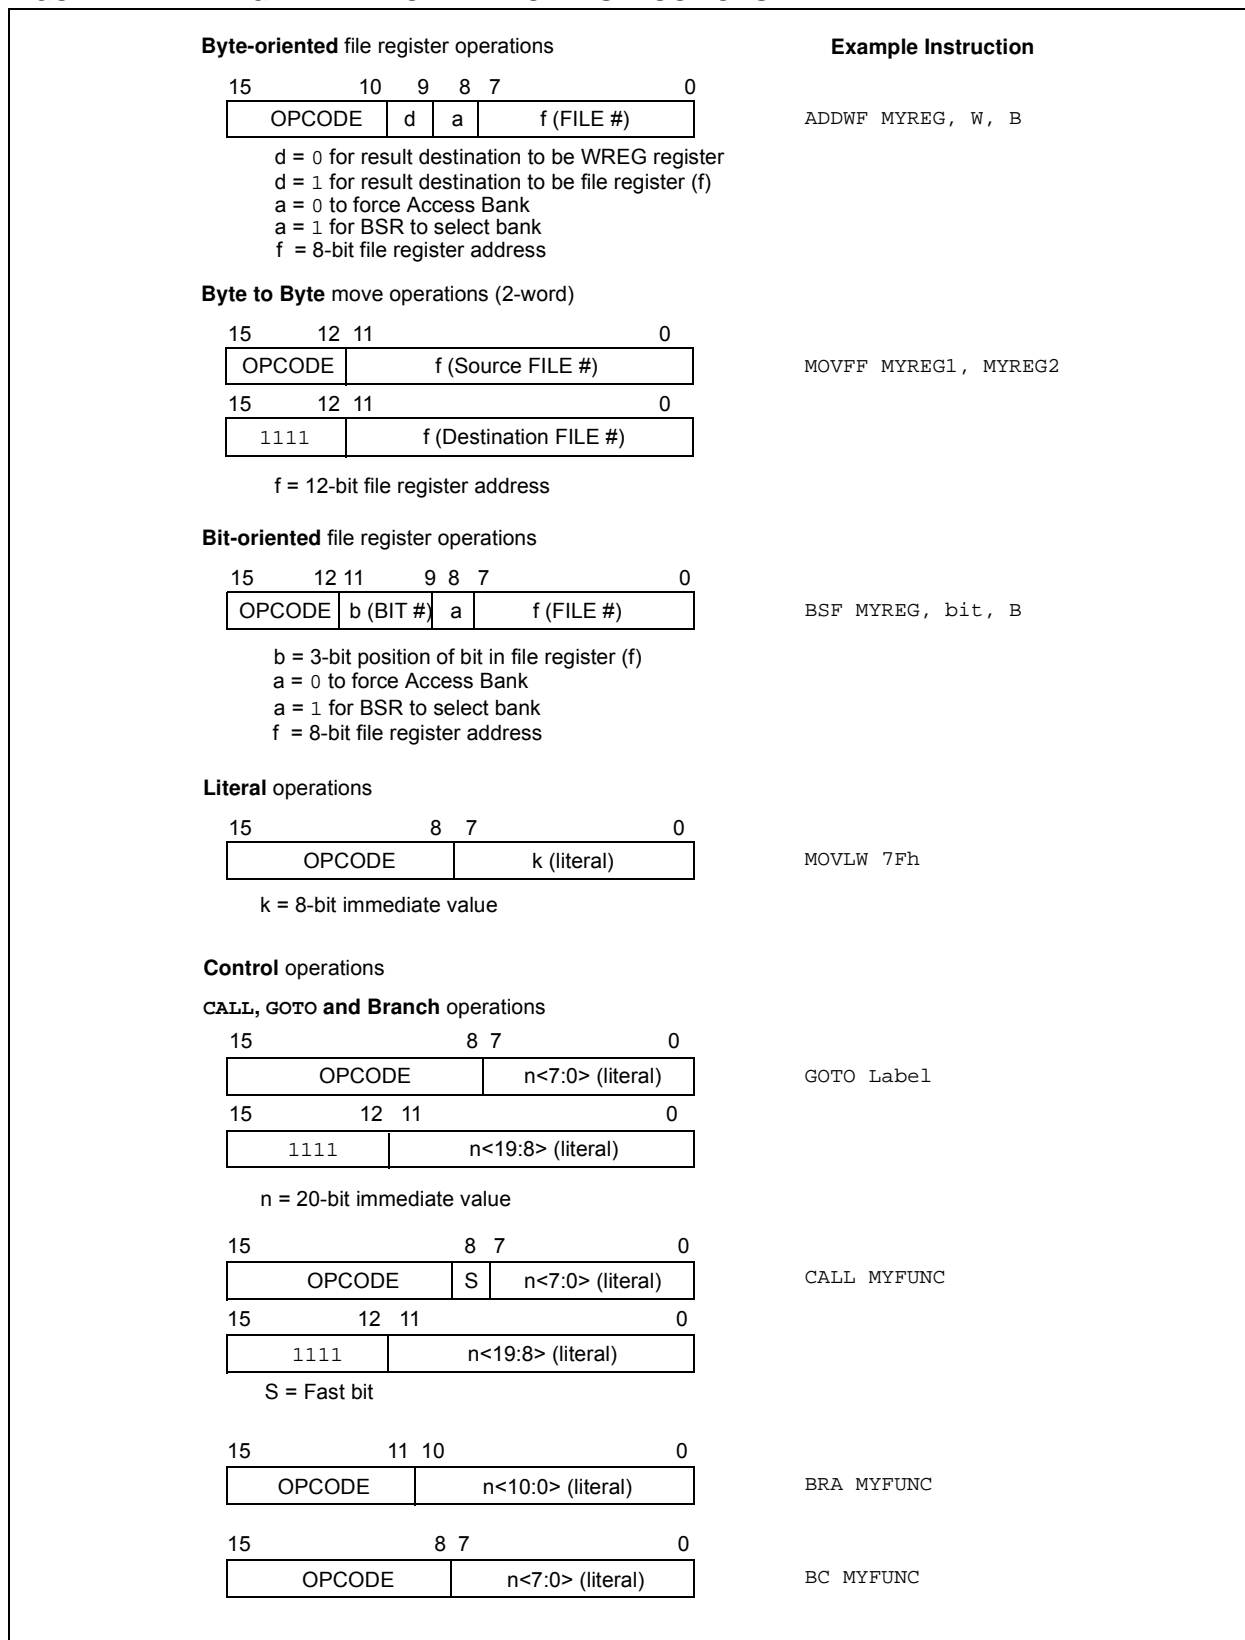 Byte-oriented file register operations Example Instruction
15 10 9 8 7 0
OPCODE d a f (FILE #) ADDWF MYREG, W, B
d = 0 for result destination to be WREG register
d = 1 for result destination to be file register (f)
a = 0 to force Access Bank
a = 1 for BSR to select bank
f = 8-bit file register address
Byte to Byte move operations (2-word)
15 12 11 0
OPCODE f (Source FILE #) MOVFF MYREG1, MYREG2
15 12 11 0
1111 f (Destination FILE #)
f = 12-bit file register address
Bit-oriented file register operations
15 12 11 9 8 7 0
OPCODE b (BIT #) a f (FILE #) BSF MYREG, bit, B
b = 3-bit position of bit in file register (f)
a = 0 to force Access Bank
a = 1 for BSR to select bank
f = 8-bit file register address
Literal operations
15 8 7 0
OPCODE k (literal) MOVLW 7Fh
k = 8-bit immediate value
Control operations
CALL, GOTO and Branch operations
15 8 7 0
OPCODE n<7:0> (literal) GOTO Label
15 12 11 0
1111 n<19:8> (literal)
n = 20-bit immediate value
15 8 7 0
OPCODE S n<7:0> (literal) CALL MYFUNC
15 12 11 0
1111 n<19:8> (literal)
S = Fast bit
15 11 10 0
OPCODE n<10:0> (literal) BRA MYFUNC
15 8 7 0
OPCODE n<7:0> (literal) BC MYFUNC